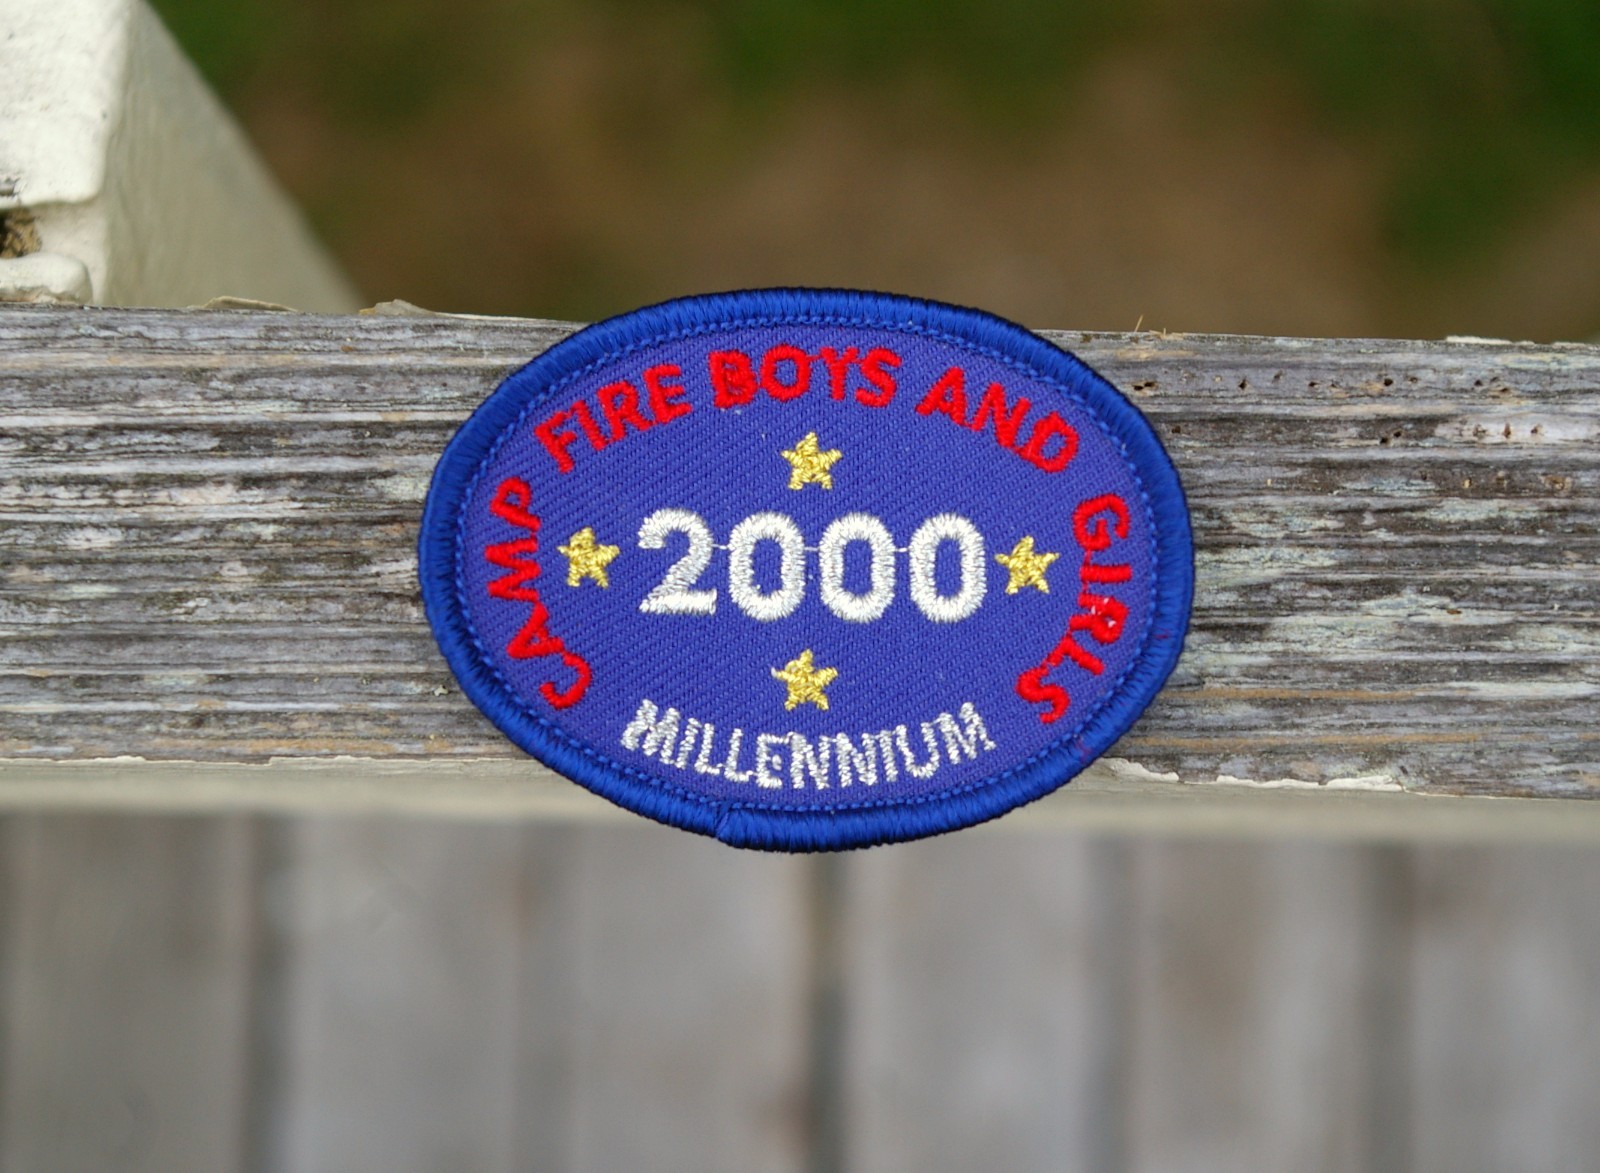 CAMP FIRE BOYS AND GIRLS
2000
MILLENNIUM